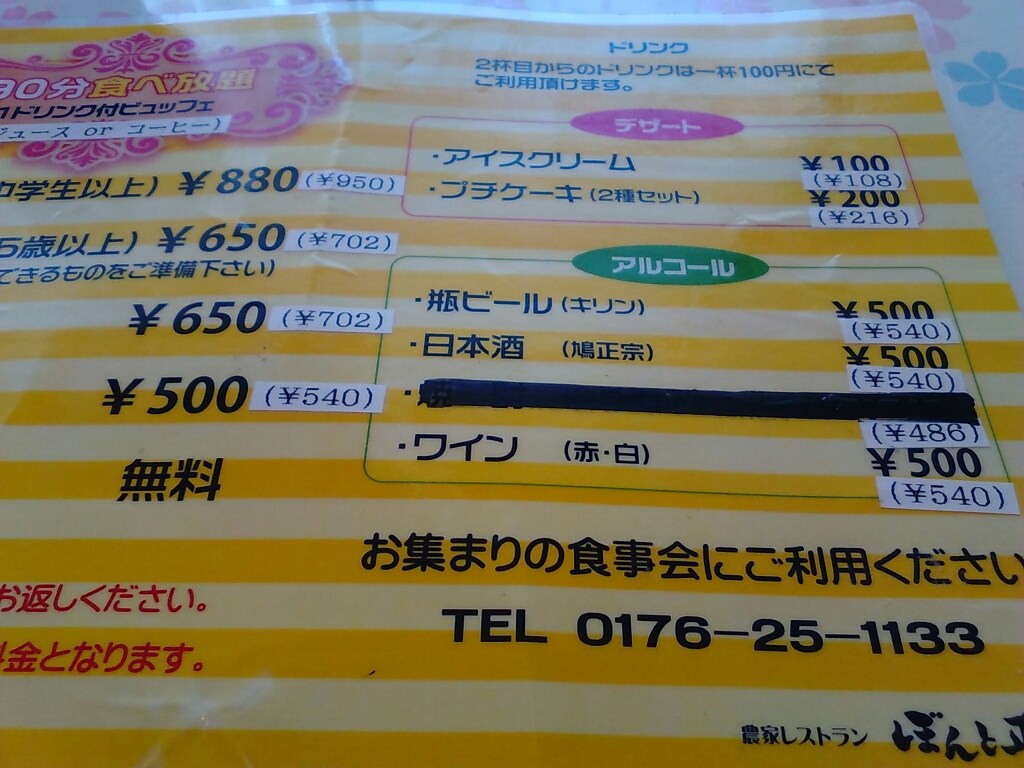 90分食べ放題
1ドリンク付ビュッフェ
ジュース or コーヒー)
中学生以上) ¥880 (¥950)
5歳以上) ¥650 (¥702)
できるものをご準備下さい)
¥650 (¥702)
¥500 (¥540)
無料
お返しください。
料金となります。
ドリンク
2杯目からのドリンクは一杯100円にて
ご利用頂けます。
デザート
・アイスクリーム ¥100
(¥108)
・プチケーキ (2種セット) ¥200
(¥216)
アルコール
・瓶ビール (キリン) ¥500
(¥540)
・日本酒 (鳩正宗) ¥500
(¥540)
(¥486)
・ワイン (赤・白) ¥500
(¥540)
お集まりの食事会にご利用ください
TEL 0176-25-1133
農家レストラン ぼんと